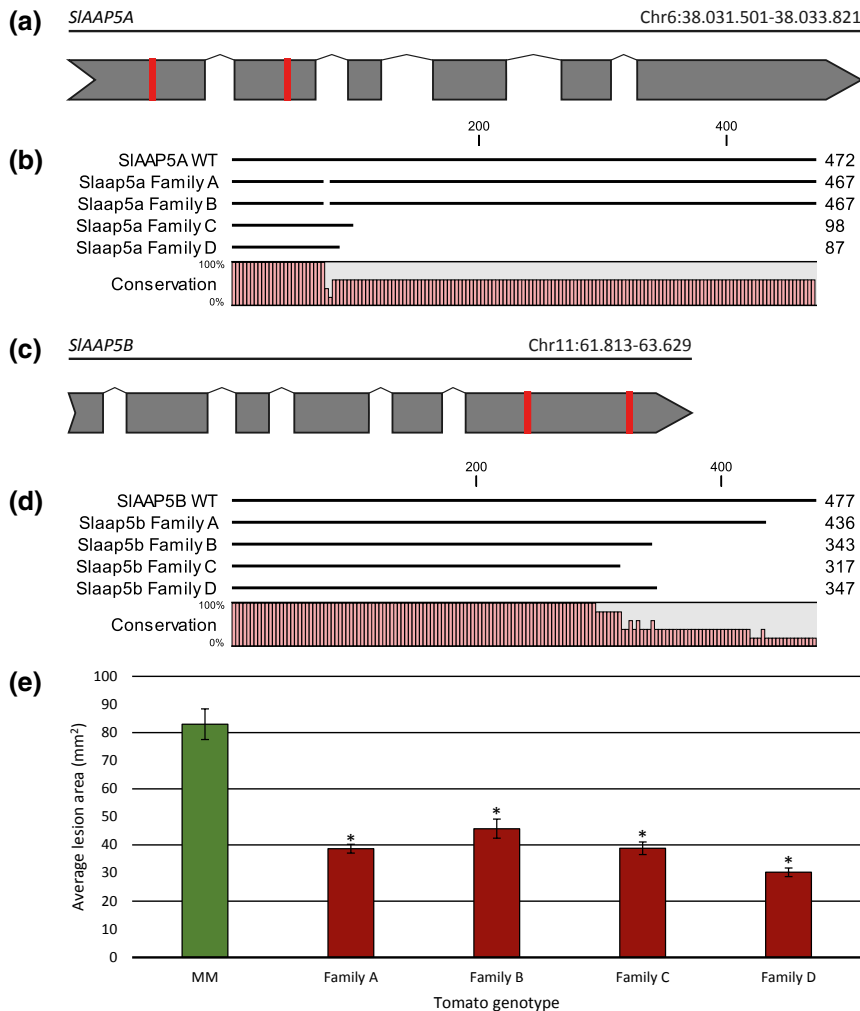 (a) SlAAP5A Chr6:38.031.501-38.033.821
200 400
(b) SlAAP5A WT 472
Slaap5a Family A 467
Slaap5a Family B 467
Slaap5a Family C 98
Slaap5a Family D 87
100%
Conservation
0%
(c) SlAAP5B Chr11:61.813-63.629
200 400
(d) SlAAP5B WT 477
Slaap5b Family A 436
Slaap5b Family B 343
Slaap5b Family C 317
Slaap5b Family D 347
100%
Conservation
0%
(e)
Average lesion area (mm²)
100
90
80
70
60
50
40
30
20
10
0
* * * *
MM Family A Family B Family C Family D
Tomato genotype